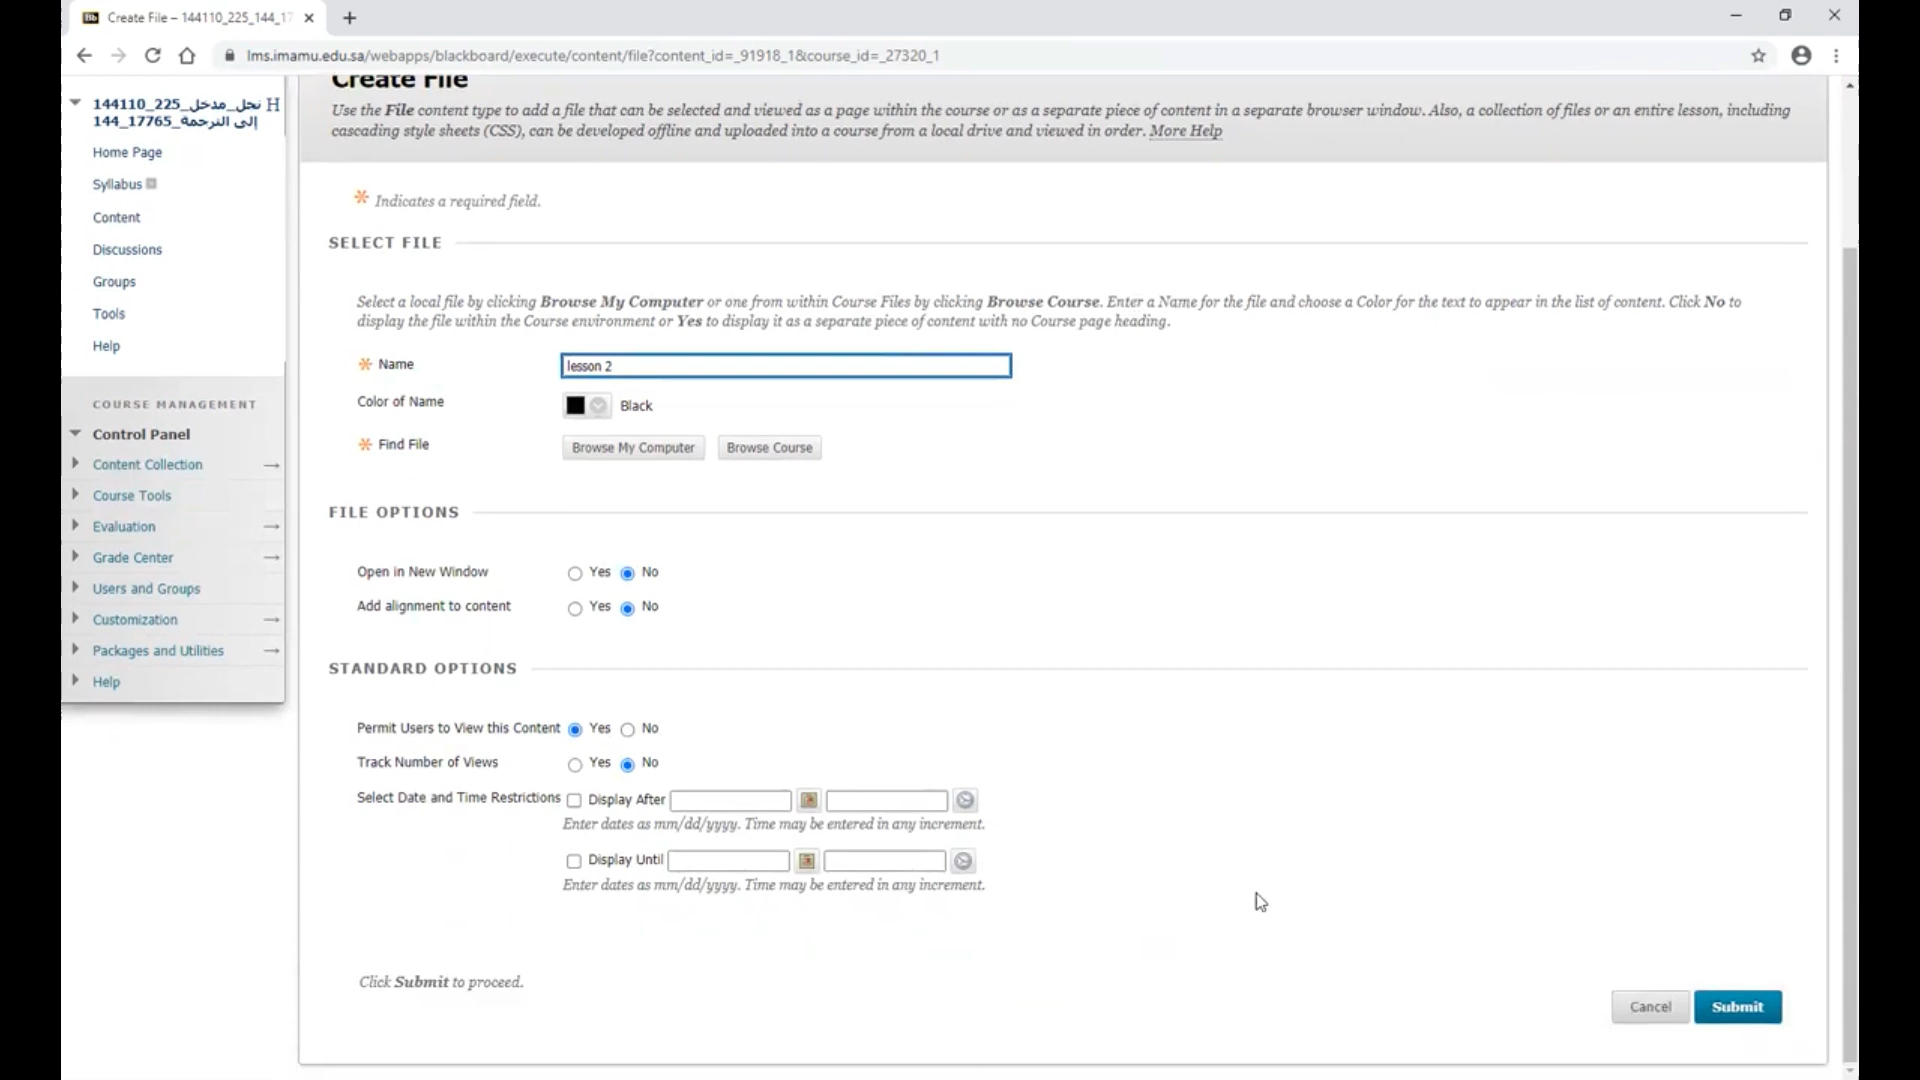 Create File – 144110_225_144_17
lms.imamu.edu.sa/webapps/blackboard/execute/content/file?content_id=_91918_1&course_id=_27320_1
144110_225_نحل_مدخل
إلى الترجمة_17765_144
Home Page
Syllabus
Content
Discussions
Groups
Tools
Help
COURSE MANAGEMENT
Control Panel
Content Collection
Course Tools
Evaluation
Grade Center
Users and Groups
Customization
Packages and Utilities
Help
Create File
Use the File content type to add a file that can be selected and viewed as a page within the course or as a separate piece of content in a separate browser window. Also, a collection of files or an entire lesson, including
cascading style sheets (CSS), can be developed offline and uploaded into a course from a local drive and viewed in order. More Help
* Indicates a required field.
SELECT FILE
Select a local file by clicking Browse My Computer or one from within Course Files by clicking Browse Course. Enter a Name for the file and choose a Color for the text to appear in the list of content. Click No to
display the file within the Course environment or Yes to display it as a separate piece of content with no Course page heading.
* Name lesson 2
Color of Name Black
* Find File Browse My Computer Browse Course
FILE OPTIONS
Open in New Window Yes No
Add alignment to content Yes No
STANDARD OPTIONS
Permit Users to View this Content Yes No
Track Number of Views Yes No
Select Date and Time Restrictions Display After
Enter dates as mm/dd/yyyy. Time may be entered in any increment.
Display Until
Enter dates as mm/dd/yyyy. Time may be entered in any increment.
Click Submit to proceed.
Cancel Submit